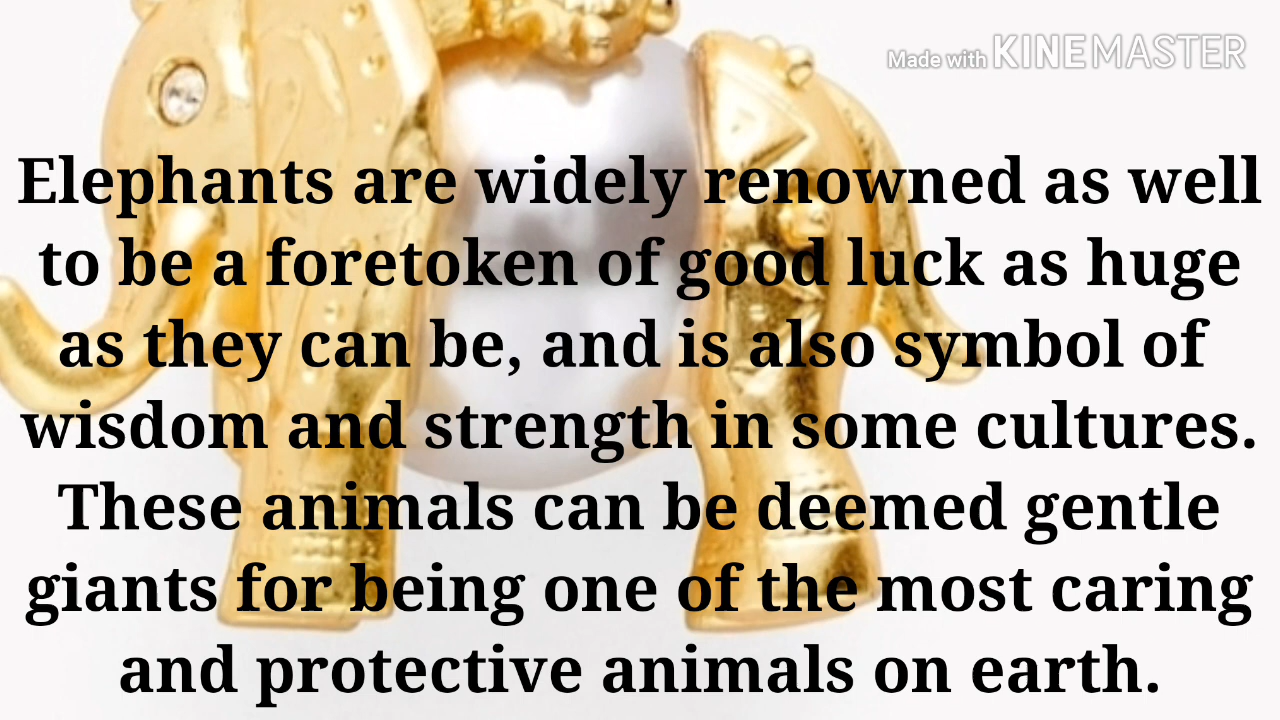 Made with KINEMASTER
Elephants are widely renowned as well
to be a foretoken of good luck as huge
as they can be, and is also symbol of
wisdom and strength in some cultures.
These animals can be deemed gentle
giants for being one of the most caring
and protective animals on earth.